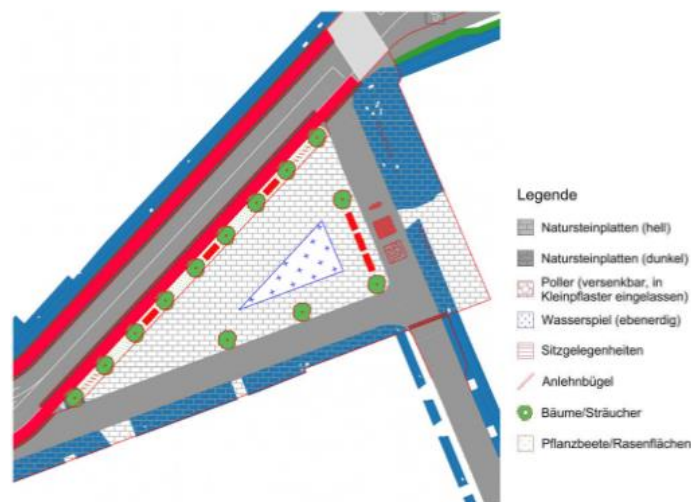 Legende
Natursteinplatten (hell)
Natursteinplatten (dunkel)
Poller (versenkbar, in
Kleinpflaster eingelassen)
Wasserspiel (ebenerdig)
Sitzgelegenheiten
Anlehnbügel
Bäume/Sträucher
Pflanzbeete/Rasenflächen